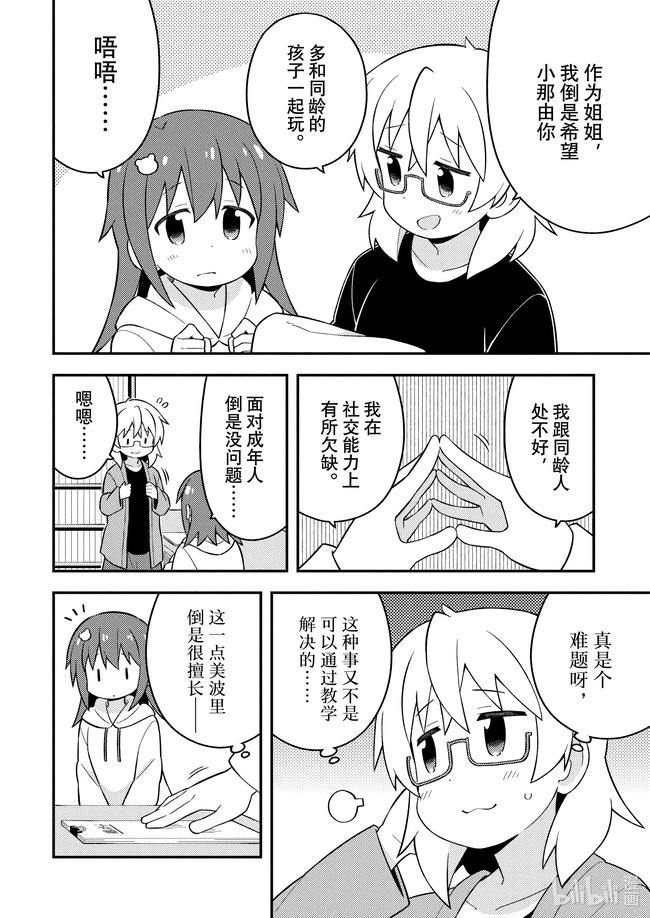 作为姐姐，
我倒是希望
小那由你
多和同龄的
孩子一起玩。
唔唔……
我跟同龄人
处不好，
我在
社交能力上
有所欠缺。
面对成年人
倒是没问题……
嗯嗯……
真是个
难题呀，
这种事又不是
可以通过教学
解决的……
这一点美波里
倒是很擅长——
bilibili漫画